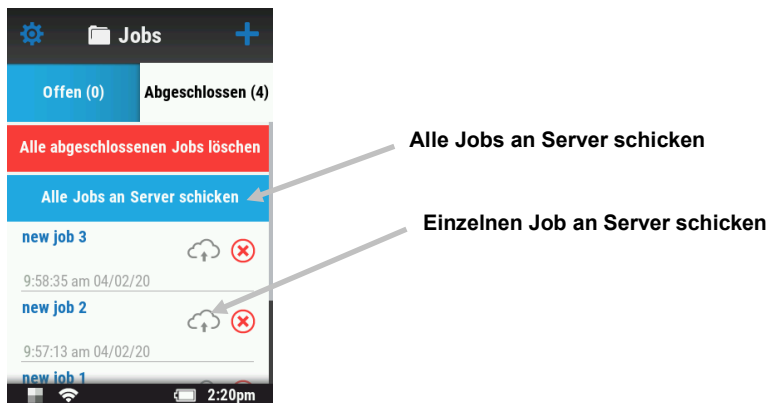 Jobs
Offen (0)
Abgeschlossen (4)
Alle abgeschlossenen Jobs löschen
Alle Jobs an Server schicken
new job 3
9:58:35 am 04/02/20
new job 2
9:57:13 am 04/02/20
new job 1
2:20pm
Alle Jobs an Server schicken
Einzelnen Job an Server schicken